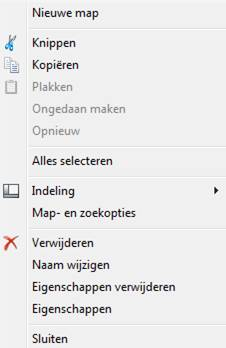 Nieuwe map
Knippen
Kopiëren
Plakken
Ongedaan maken
Opnieuw
Alles selecteren
Indeling
Map- en zoekopties
Verwijderen
Naam wijzigen
Eigenschappen verwijderen
Eigenschappen
Sluiten